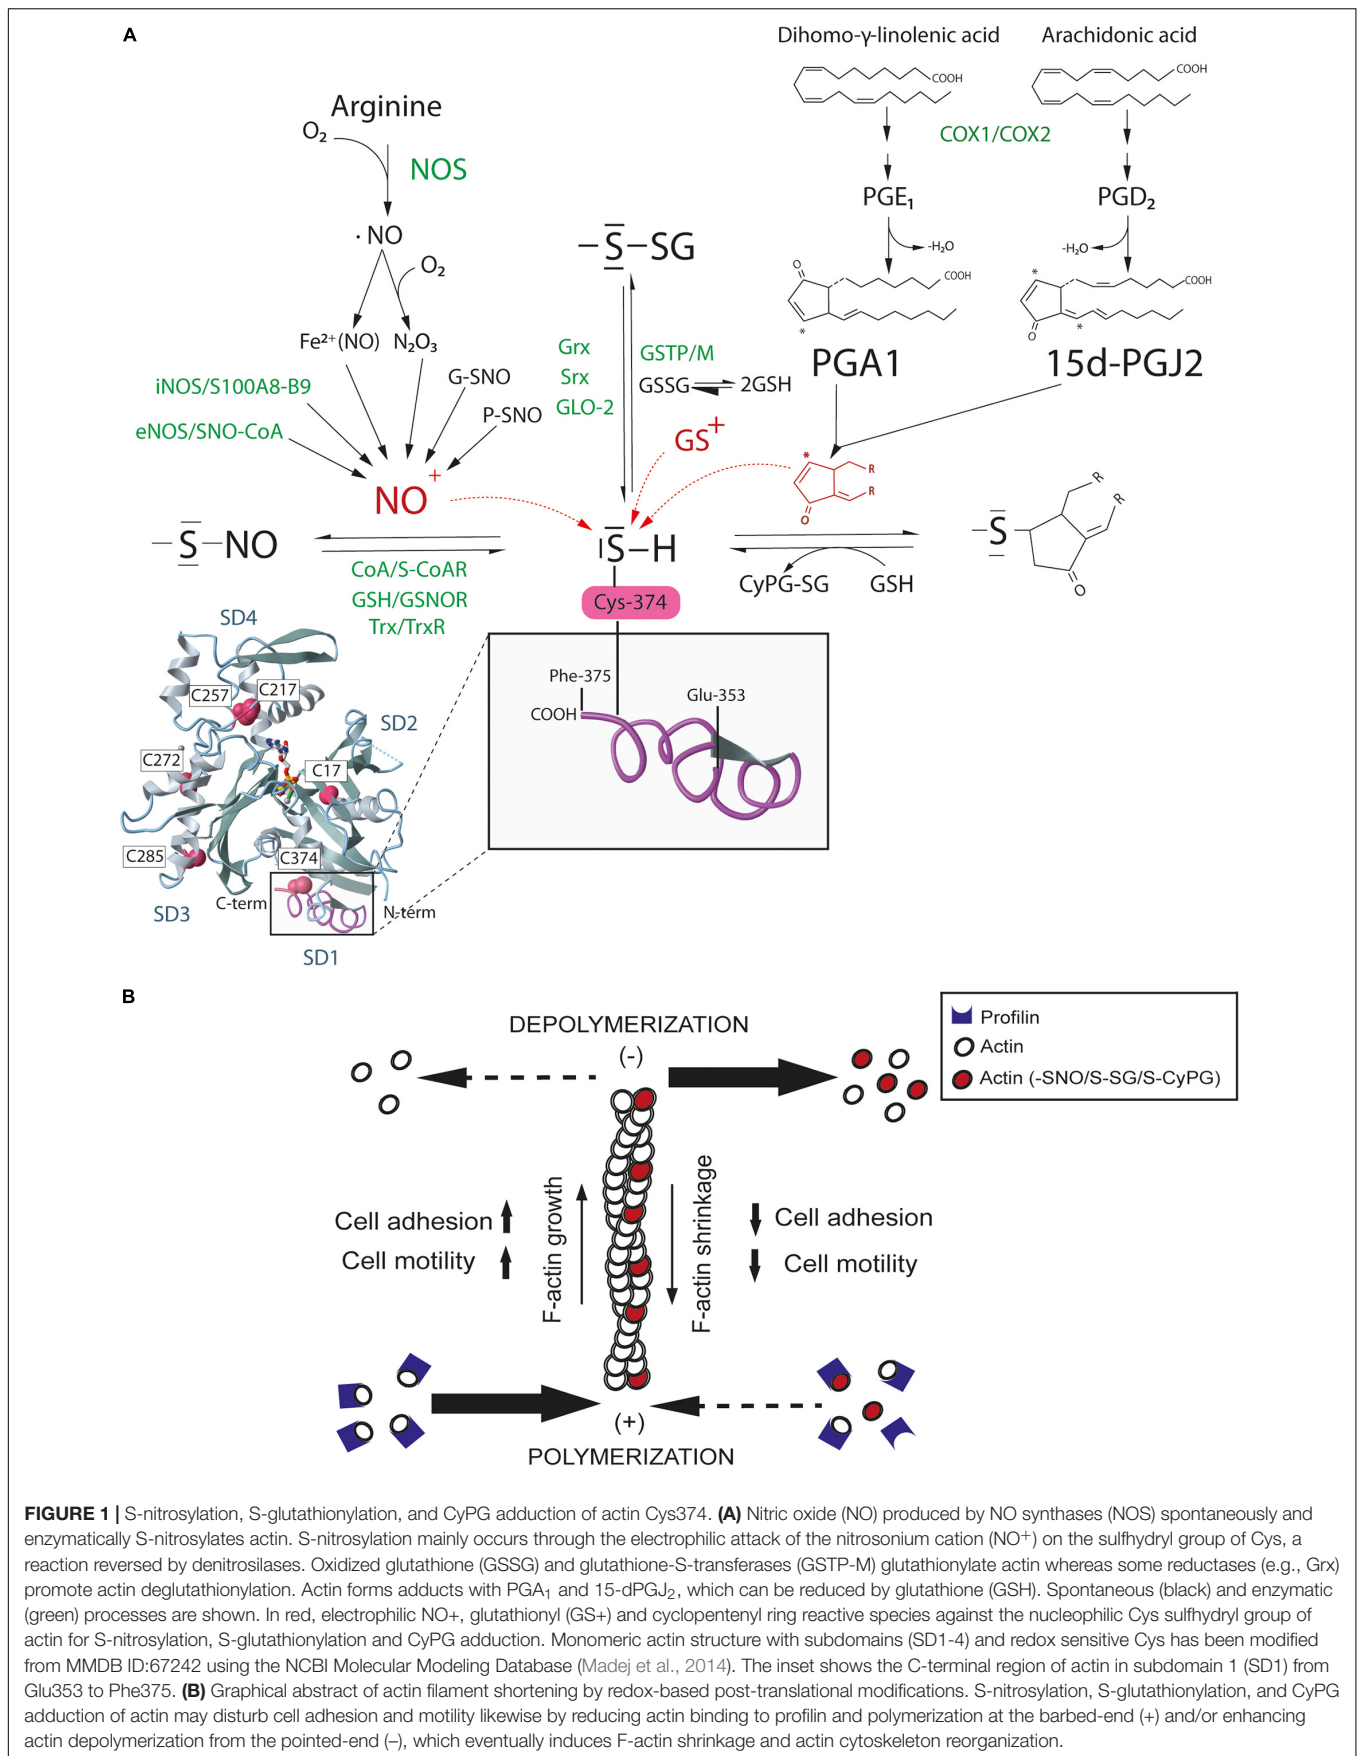 A
Dihomo-γ-linolenic acid
Arachidonic acid
COOH
COOH
Arginine
O₂
NOS
COX1/COX2
PGE₁
PGD₂
· NO
-H₂O
-H₂O
–S–SG
O₂
O
COOH
*
*
COOH
O
*
Fe²⁺(NO)
N₂O₃
Grx
GSTP/M
PGA1
15d-PGJ2
iNOS/S100A8-B9
G-SNO
Srx
GSSG
2GSH
eNOS/SNO-CoA
P-SNO
GLO-2
GS⁺
NO⁺
*
R
R
O
R
R
–S–NO
S–H
–S
O
CoA/S-CoAR
CyPG-SG
GSH
GSH/GSNOR
Cys-374
Trx/TrxR
SD4
C257
C217
Phe-375
Glu-353
COOH
SD2
C272
C17
C285
C374
C-term
N-term
SD3
SD1
B
DEPOLYMERIZATION
(-)
Profilin
Actin
Actin (-SNO/S-SG/S-CyPG)
F-actin growth
F-actin shrinkage
Cell adhesion
Cell adhesion
Cell motility
Cell motility
(+)
POLYMERIZATION
FIGURE 1 | S-nitrosylation, S-glutathionylation, and CyPG adduction of actin Cys374. (A) Nitric oxide (NO) produced by NO synthases (NOS) spontaneously and
enzymatically S-nitrosylates actin. S-nitrosylation mainly occurs through the electrophilic attack of the nitrosonium cation (NO⁺) on the sulfhydryl group of Cys, a
reaction reversed by denitrosilases. Oxidized glutathione (GSSG) and glutathione-S-transferases (GSTP-M) glutathionylate actin whereas some reductases (e.g., Grx)
promote actin deglutathionylation. Actin forms adducts with PGA₁ and 15-dPGJ₂, which can be reduced by glutathione (GSH). Spontaneous (black) and enzymatic
(green) processes are shown. In red, electrophilic NO+, glutathionyl (GS+) and cyclopentenyl ring reactive species against the nucleophilic Cys sulfhydryl group of
actin for S-nitrosylation, S-glutathionylation and CyPG adduction. Monomeric actin structure with subdomains (SD1-4) and redox sensitive Cys has been modified
from MMDB ID:67242 using the NCBI Molecular Modeling Database (Madej et al., 2014). The inset shows the C-terminal region of actin in subdomain 1 (SD1) from
Glu353 to Phe375. (B) Graphical abstract of actin filament shortening by redox-based post-translational modifications. S-nitrosylation, S-glutathionylation, and CyPG
adduction of actin may disturb cell adhesion and motility likewise by reducing actin binding to profilin and polymerization at the barbed-end (+) and/or enhancing
actin depolymerization from the pointed-end (–), which eventually induces F-actin shrinkage and actin cytoskeleton reorganization.